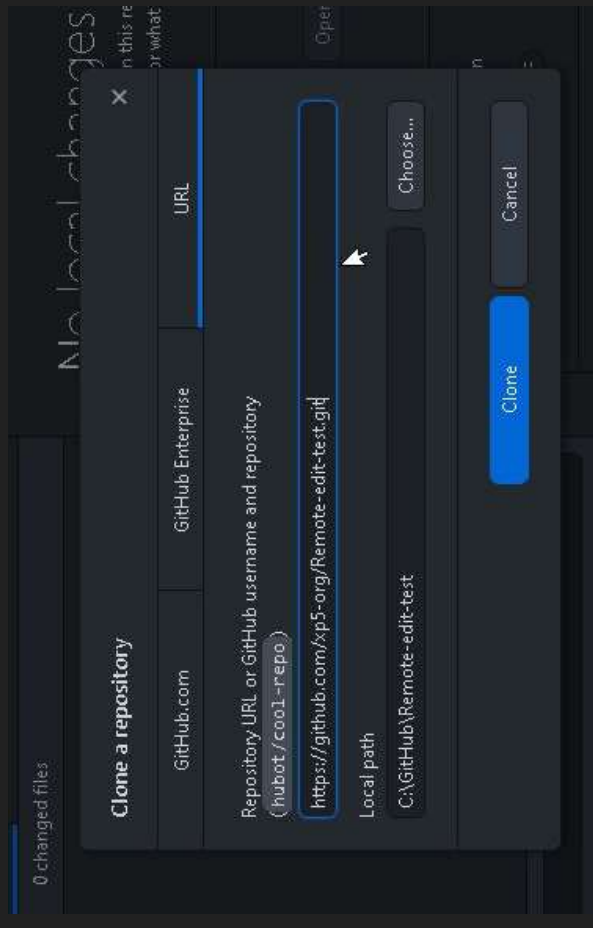 0 changed files
No local changes
Clone a repository
×
GitHub.com
GitHub Enterprise
URL
Repository URL or GitHub username and repository
(hubot/cool-repo)
https://github.com/xp5-org/Remote-edit-test.git
Local path
C:\GitHub\Remote-edit-test
Choose...
Clone
Cancel